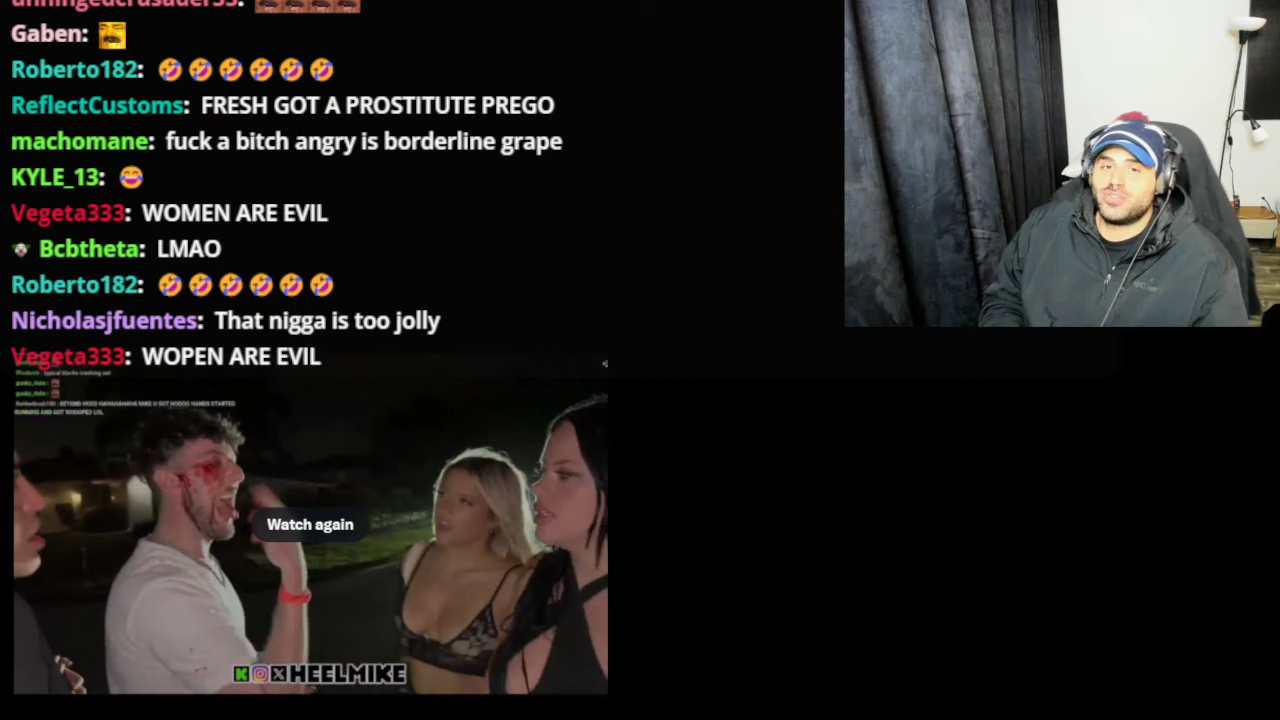 Gaben:
Roberto182:
ReflectCustoms: FRESH GOT A PROSTITUTE PREGO
machomane: fuck a bitch angry is borderline grape
KYLE_13:
Vegeta333: WOMEN ARE EVIL
Bcbtheta: LMAO
Roberto182:
Nicholasjfuentes: That nigga is too jolly
Vegeta333: WOPEN ARE EVIL
Watch again
HEELMIKE